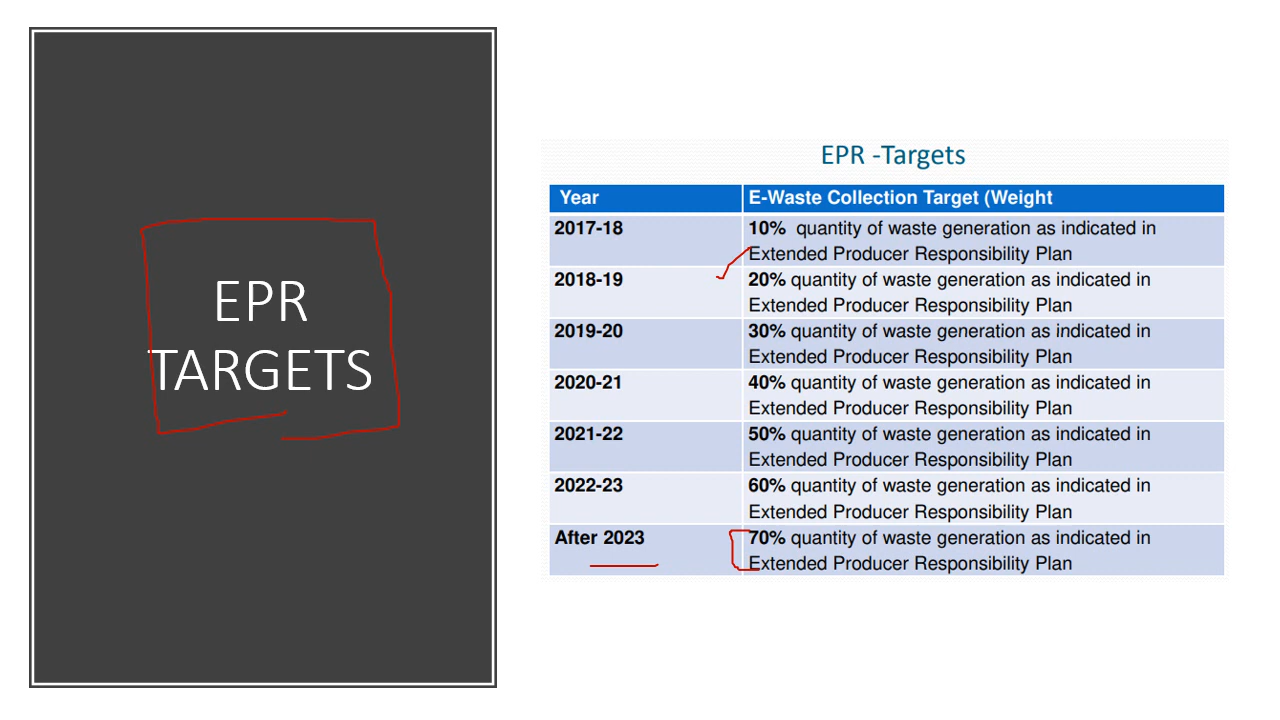 EPR
TARGETS
EPR -Targets
Year
E-Waste Collection Target (Weight
2017-18
10% quantity of waste generation as indicated in
Extended Producer Responsibility Plan
2018-19
20% quantity of waste generation as indicated in
Extended Producer Responsibility Plan
2019-20
30% quantity of waste generation as indicated in
Extended Producer Responsibility Plan
2020-21
40% quantity of waste generation as indicated in
Extended Producer Responsibility Plan
2021-22
50% quantity of waste generation as indicated in
Extended Producer Responsibility Plan
2022-23
60% quantity of waste generation as indicated in
Extended Producer Responsibility Plan
After 2023
70% quantity of waste generation as indicated in
Extended Producer Responsibility Plan